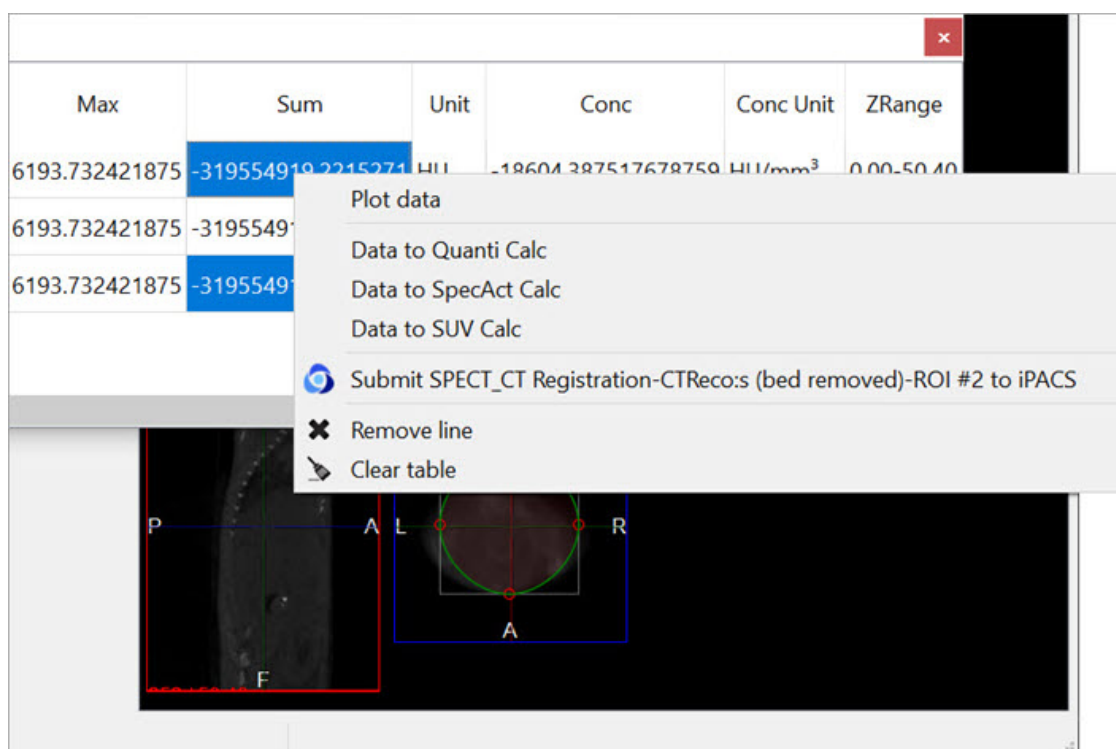 Max Sum Unit Conc Conc Unit ZRange
6193.732421875 -319554919.2215271 HU -18604.387517678759 HU/mm³ 0.00-50.40
6193.732421875 -31955491
6193.732421875 -31955491
Plot data
Data to Quanti Calc
Data to SpecAct Calc
Data to SUV Calc
Submit SPECT_CT Registration-CTReco:s (bed removed)-ROI #2 to iPACS
Remove line
Clear table
P A L R
A
F